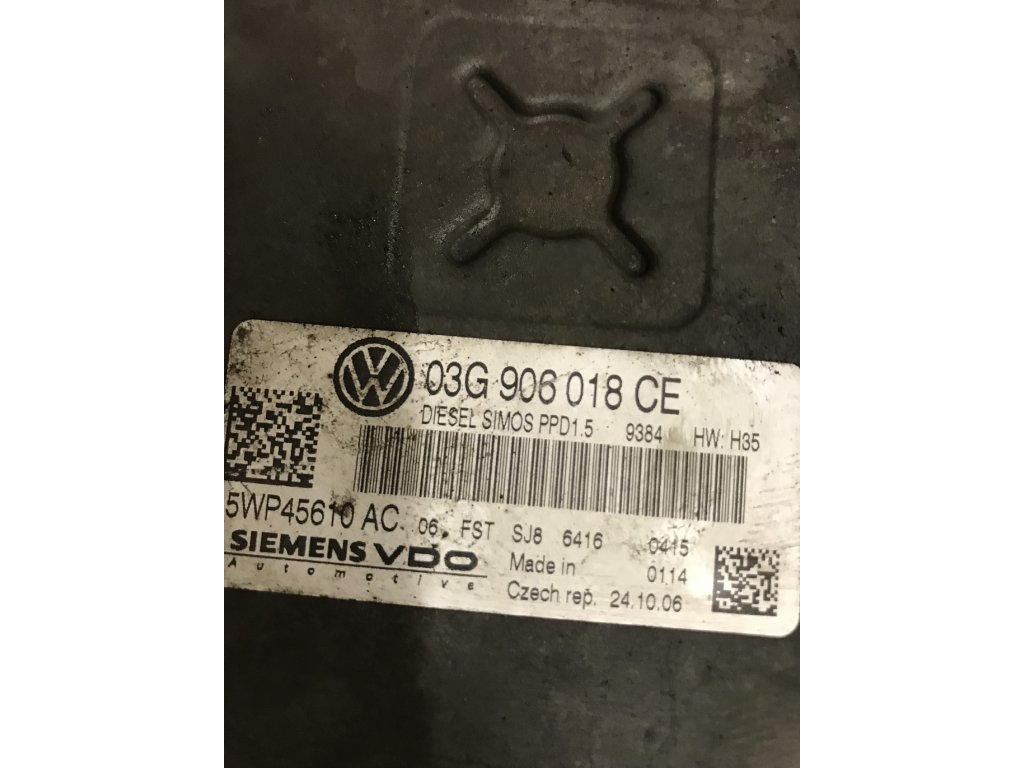 03G 906 018 CE
DIESEL SIMOS PPD1.5 9384 HW: H35
5WP45610 AC 06 FST SJ8 6416 0415
SIEMENS VDO
Automotive
Made in 0114
Czech rep. 24.10.06